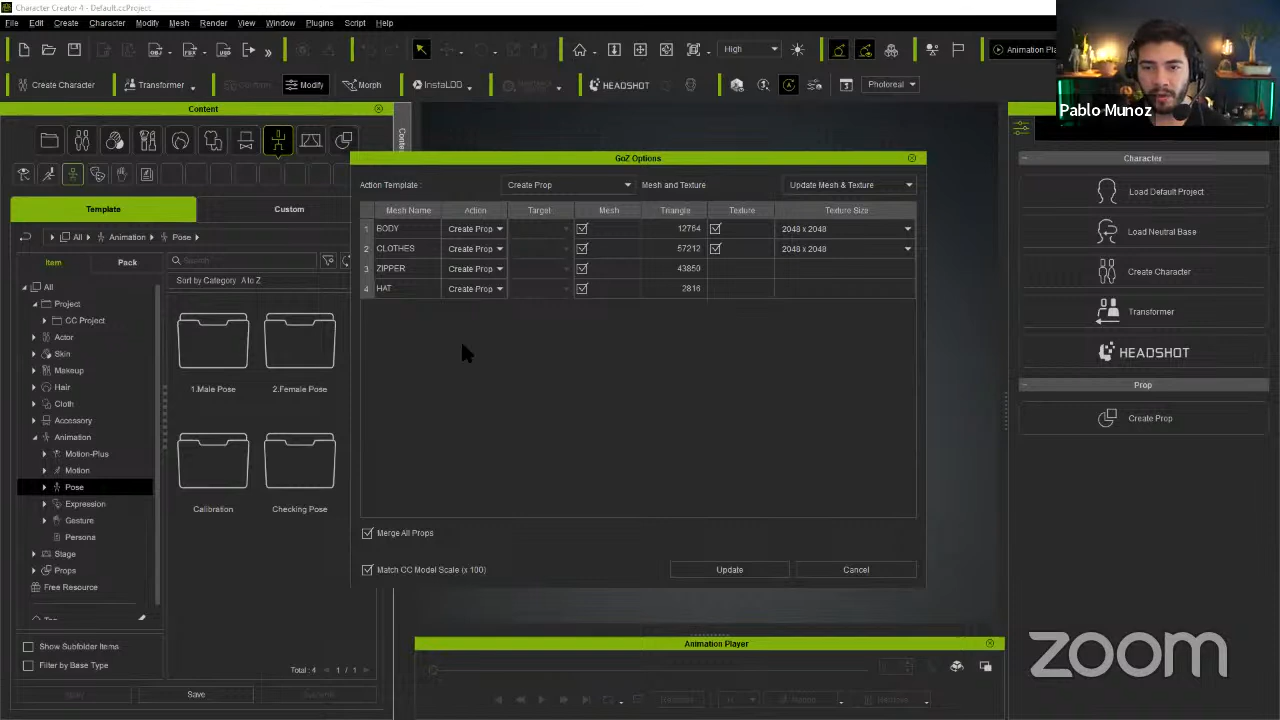 Character Creator 4 - Default.ccProject
File Edit Create Character Modify Mesh Render View Window Plugins Script Help
High
Animation Pla
Create Character
Transformer
Modify
Morph
InstaLOD
HEADSHOT
Photoreal
Pablo Munoz
Content
Template
Custom
All Animation Pose
Item
Pack
Search
Sort by Category A to Z
All
Project
CC Project
Actor
Skin
Makeup
Hair
Cloth
Accessory
Animation
Motion-Plus
Motion
Pose
Expression
Gesture
Persona
Stage
Props
Free Resource
1.Male Pose
2.Female Pose
Calibration
Checking Pose
Show Subfolder Items
Filter by Base Type
Total : 4 1 / 1
Save
GoZ Options
Action Template : Create Prop Mesh and Texture Update Mesh & Texture
Mesh Name Action Target Mesh Triangle Texture Texture Size
1 BODY Create Prop 12764 2048 x 2048
2 CLOTHES Create Prop 57212 2048 x 2048
3 ZIPPER Create Prop 43850
4 HAT Create Prop 2816
Merge All Props
Match CC Model Scale (x 100)
Update
Cancel
Animation Player
Character
Load Default Project
Load Neutral Base
Create Character
Transformer
HEADSHOT
Prop
Create Prop
zoom